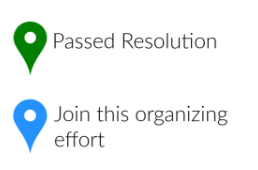 Passed Resolution
Join this organizing
effort